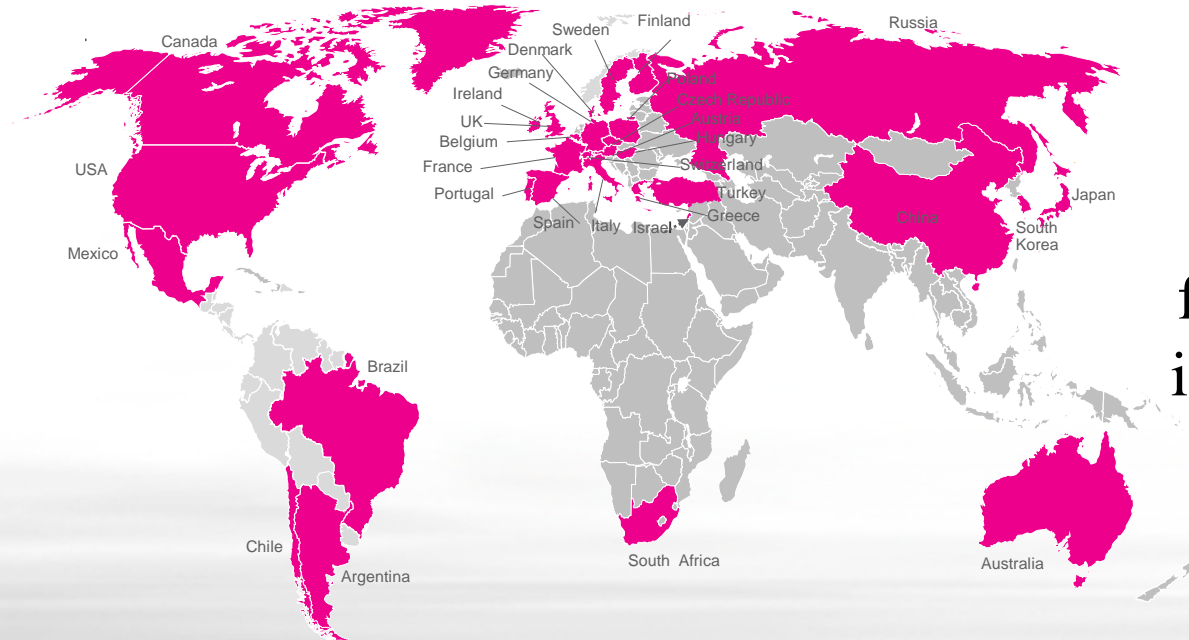 Canada
USA
Mexico
Brazil
Chile
Argentina
Sweden
Finland
Denmark
Germany
Ireland
UK
Belgium
France
Portugal
Spain
Italy
Israel
Poland
Czech Republic
Austria
Hungary
Switzerland
Turkey
Greece
Russia
China
Japan
South
Korea
South Africa
Australia
f
i